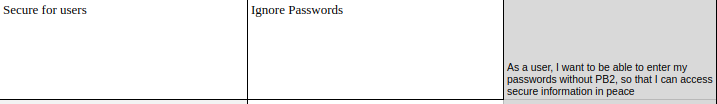 Secure for users
Ignore Passwords
As a user, I want to be able to enter my
passwords without PB2, so that I can access
secure information in peace